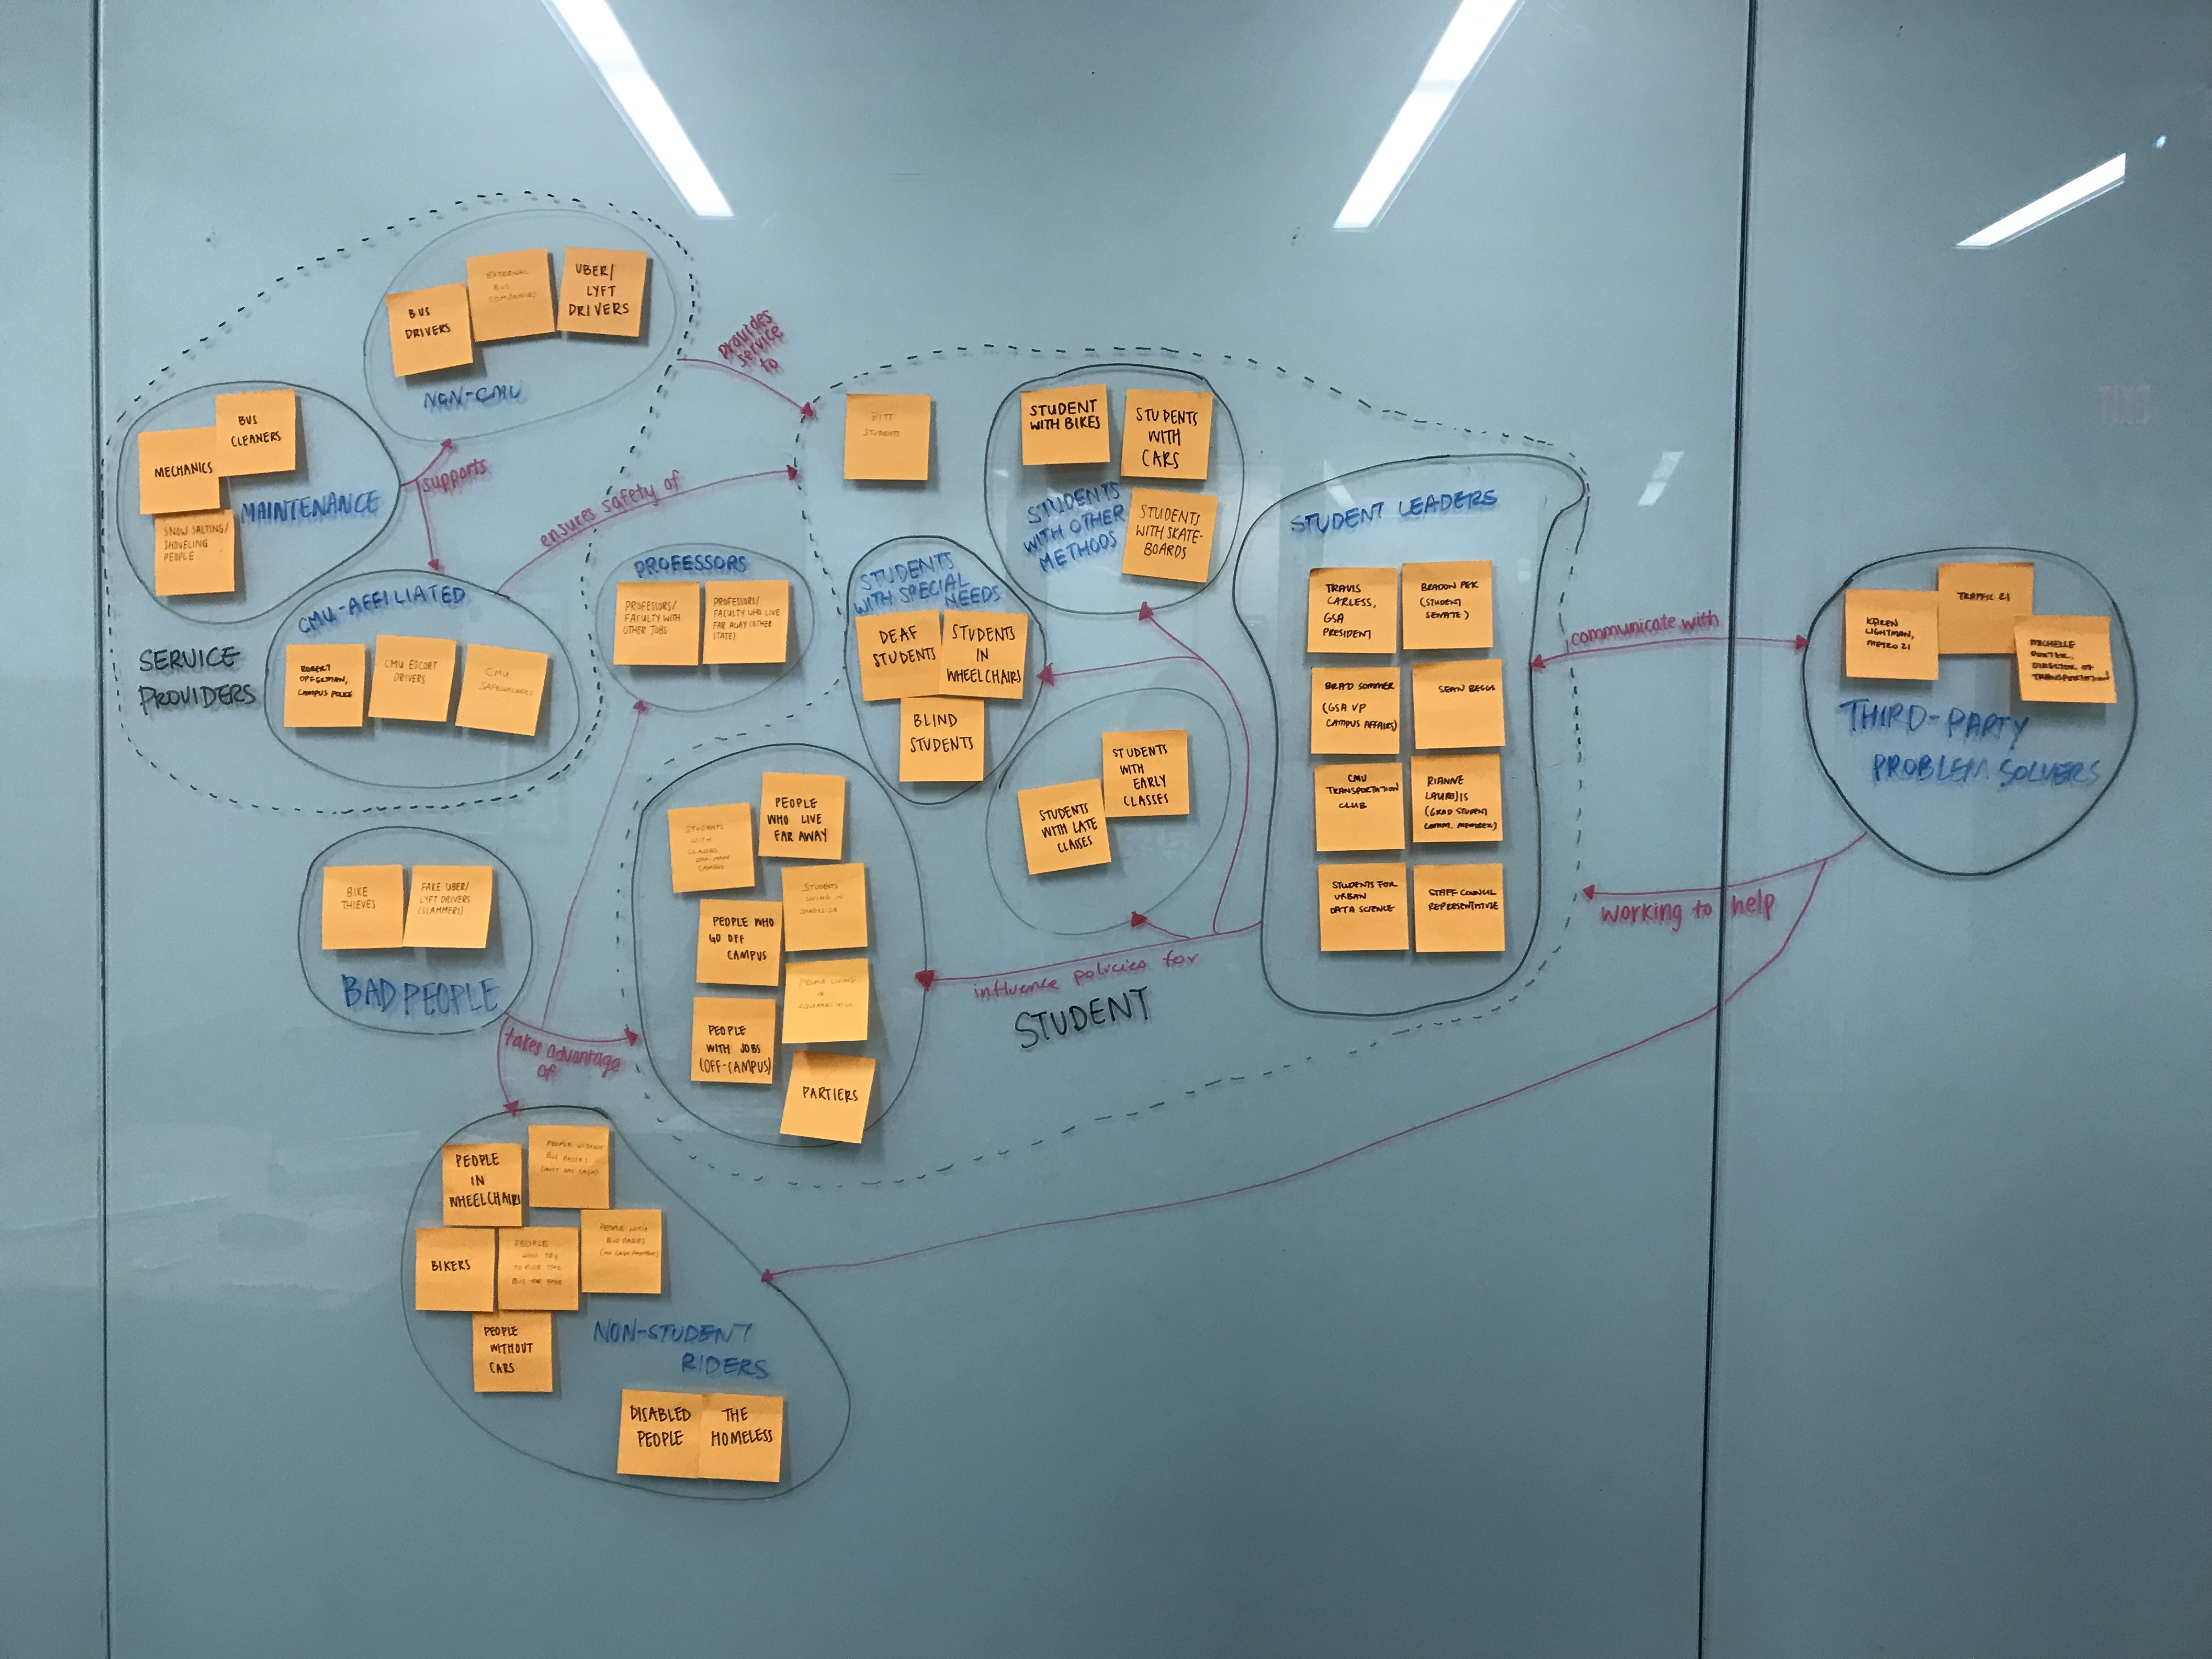 BUS
DRIVERS
EXTERNAL
BUS
COMPANIES
UBER/
LYFT
DRIVERS
NON-CMU
BUS
CLEANERS
MECHANICS
SNOW SALTING/
SHOVELING
PEOPLE
MAINTENANCE
supports
provides
service
to
ensures safety of
CMU-AFFILIATED
ROBERT
CAMPUS POLICE
CMU ESCORT
DRIVERS
CMU
SERVICE
PROVIDERS
PROFESSORS
PROFESSORS/
FACULTY WITH
OTHER JOBS
PROFESSORS/
FACULTY WHO LIVE
FAR AWAY (OTHER
STATE)
PITT
STUDENTS
STUDENT
WITH BIKES
STUDENTS
WITH
CARS
STUDENTS
WITH SKATE-
BOARDS
STUDENTS
WITH OTHER
METHODS
STUDENTS
WITH SPECIAL
NEEDS
DEAF
STUDENTS
STUDENTS
IN
WHEELCHAIRS
BLIND
STUDENTS
STUDENTS
WITH
EARLY
CLASSES
STUDENTS
WITH LATE
CLASSES
STUDENT LEADERS
TRAVIS
CARLESS,
GSA
PRESIDENT
BRADON PEK
(STUDENT
SENATE)
BRAD SOMMER
(GSA VP
CAMPUS AFFAIRS)
SEAN BEGGS
CMU
TRANSPORTATION
CLUB
RIANNE
(GRAD STUDENT
COMM. MEMBER)
STUDENTS FOR
URBAN
DATA SCIENCE
STAFF COUNCIL
REPRESENTATIVE
communicate with
KAREN
LIGHTMAN,
METRO 21
TRAFFIC 21
MICHELLE
PORTER,
DIRECTOR OF
TRANSPORTATION
THIRD-PARTY
PROBLEM SOLVERS
working to help
influence policies for
STUDENT
STUDENTS
WITH
CLASSES
OFF-MAIN
CAMPUS
PEOPLE
WHO LIVE
FAR AWAY
STUDENTS
LIVING IN
SHADYSIDE
PEOPLE WHO
GO OFF
CAMPUS
PEOPLE LIVING
IN
SQUIRREL HILL
PEOPLE
WITH JOBS
(OFF-CAMPUS)
PARTIERS
BIKE
THIEVES
FAKE UBER/
LYFT DRIVERS
(SCAMMERS)
BAD PEOPLE
takes advantage
of
PEOPLE
IN
WHEELCHAIRS
PEOPLE WITHOUT
BUS PASSES
(MUST PAY CASH)
BIKERS
PEOPLE
WHO TRY
TO RIDE THE
BUS FOR FREE
PEOPLE WITH
BUS PASSES
PEOPLE
WITHOUT
CARS
NON-STUDENT
RIDERS
DISABLED
PEOPLE
THE
HOMELESS